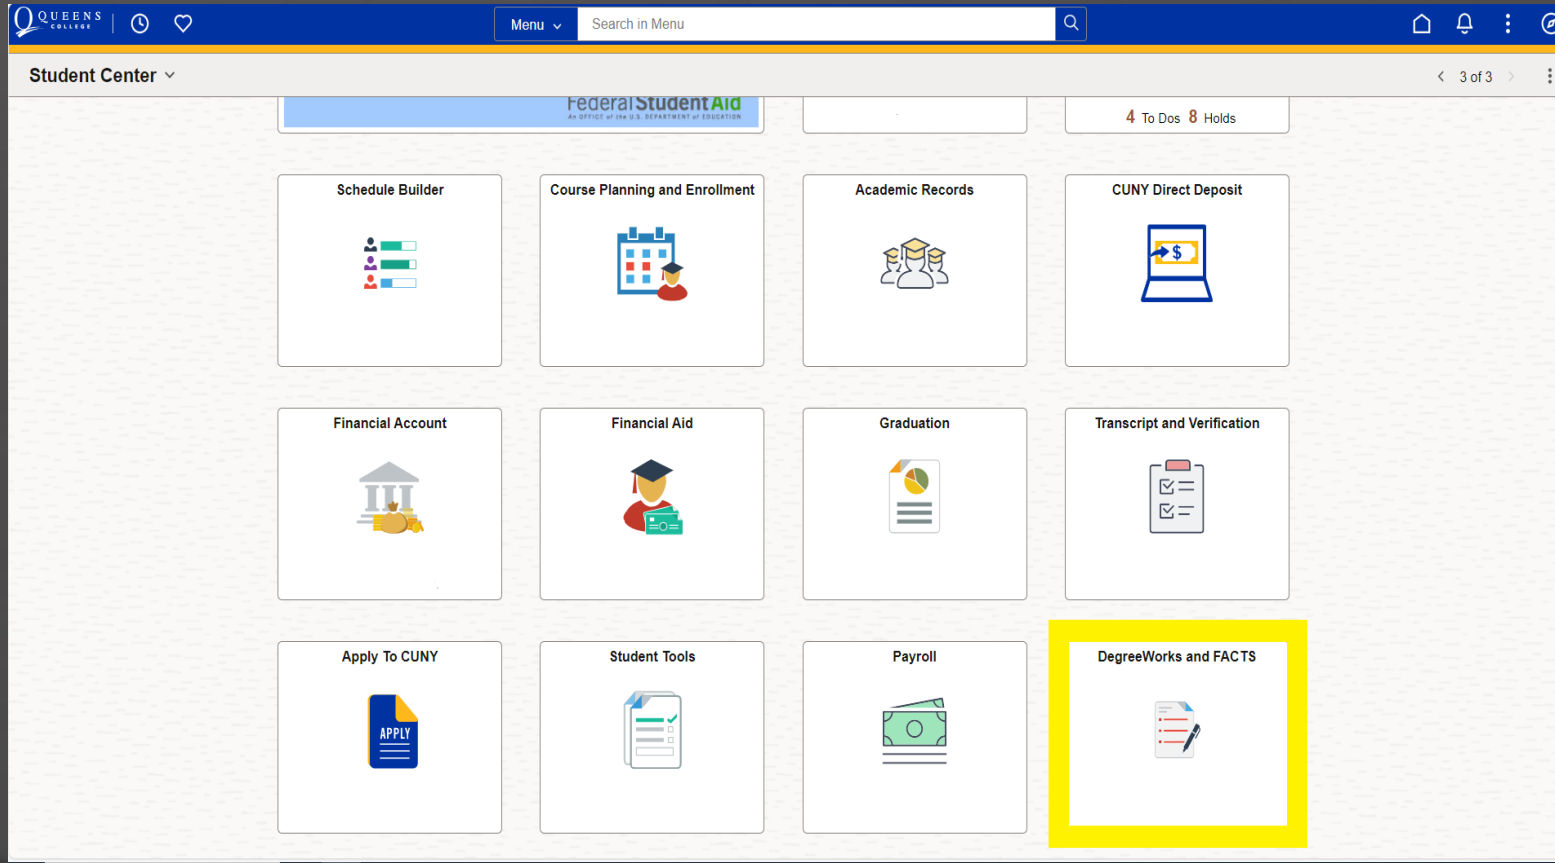 QUEENS
COLLEGE
Menu
Search in Menu
Student Center
3 of 3
Federal Student Aid
An OFFICE of the U.S. DEPARTMENT of EDUCATION
4 To Dos 8 Holds
Schedule Builder
Course Planning and Enrollment
Academic Records
CUNY Direct Deposit
$
Financial Account
Financial Aid
Graduation
Transcript and Verification
Apply To CUNY
Student Tools
Payroll
DegreeWorks and FACTS
APPLY